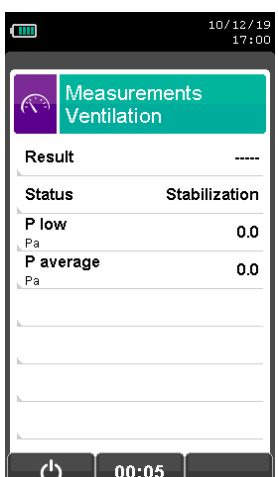 10/12/19
17:00
Measurements
Ventilation
Result -----
Status Stabilization
P low 0.0
Pa
P average 0.0
Pa
00:05